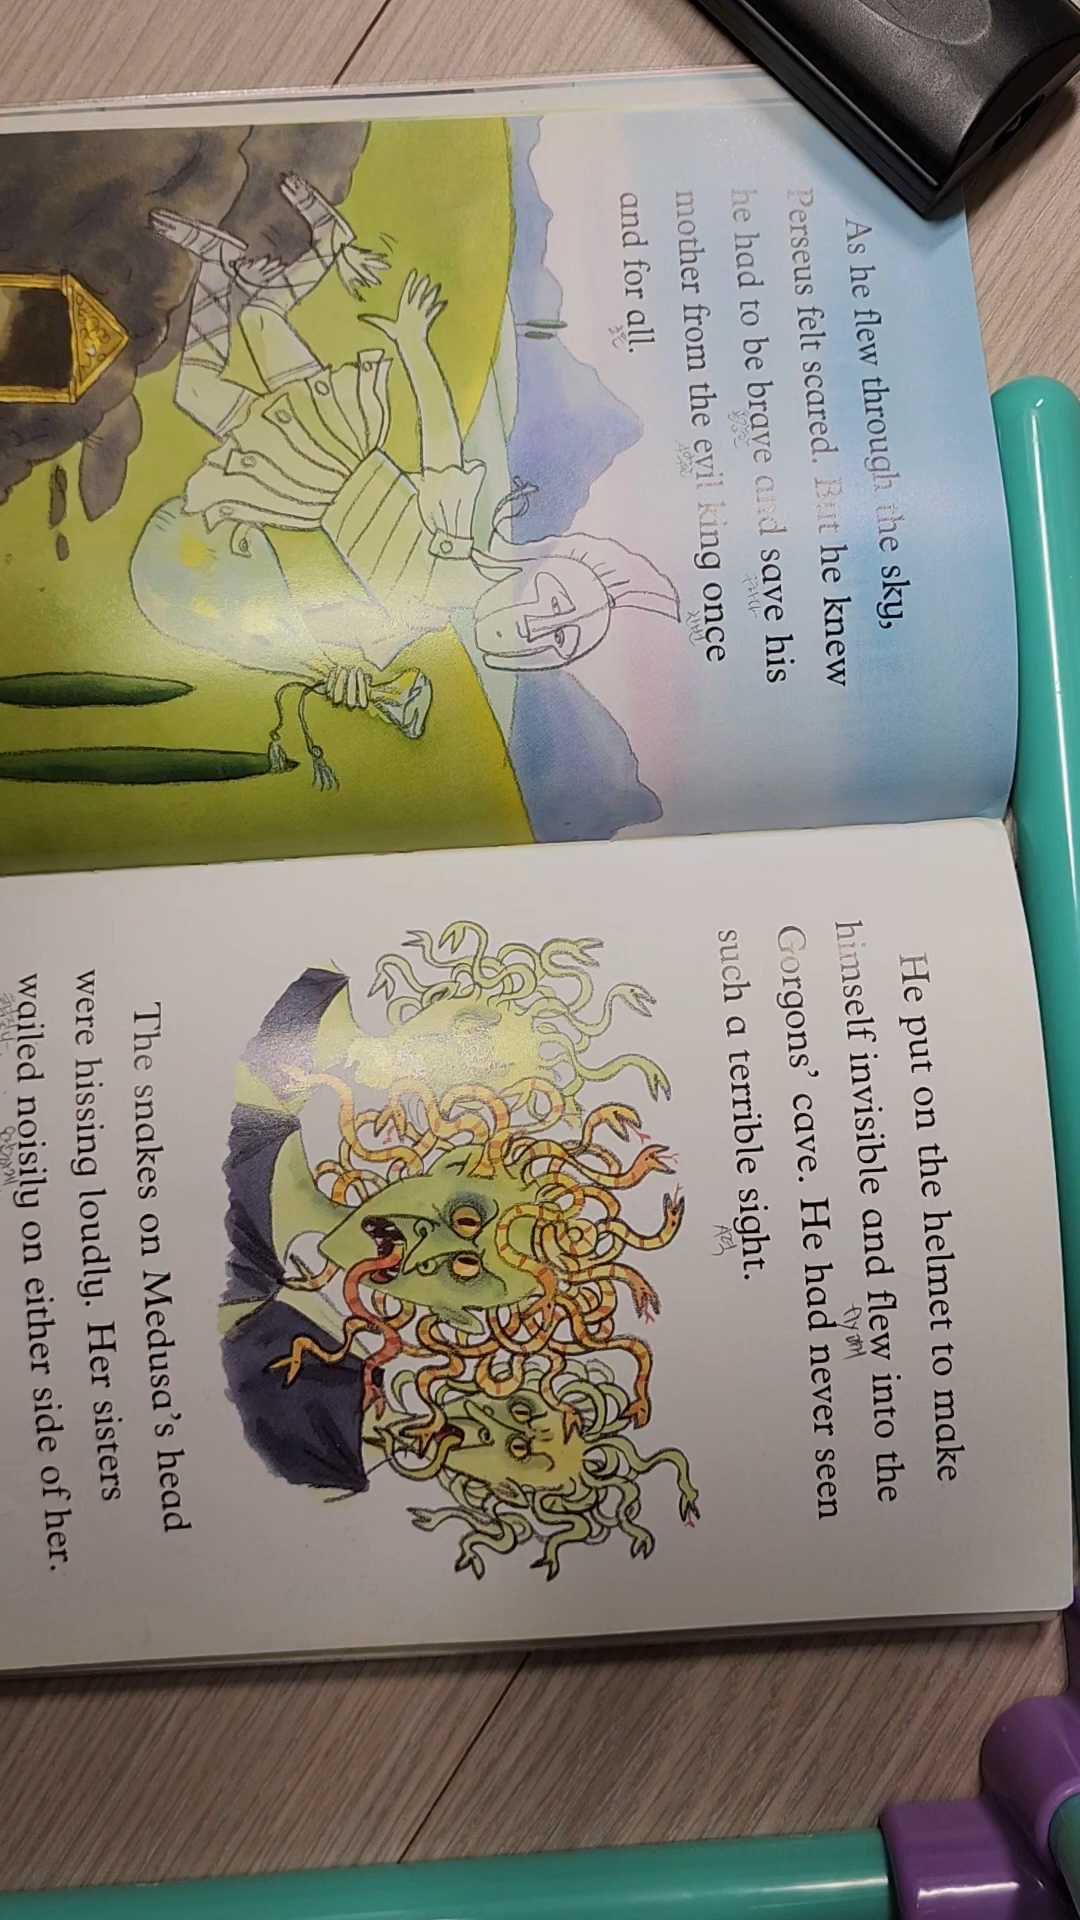 As he flew through the sky,
Perseus felt scared. But he knew
he had to be brave and save his
mother from the evil king once
and for all.
He put on the helmet to make
himself invisible and flew into the
Gorgons' cave. He had never seen
such a terrible sight.
The snakes on Medusa's head
were hissing loudly. Her sisters
wailed noisily on either side of her.